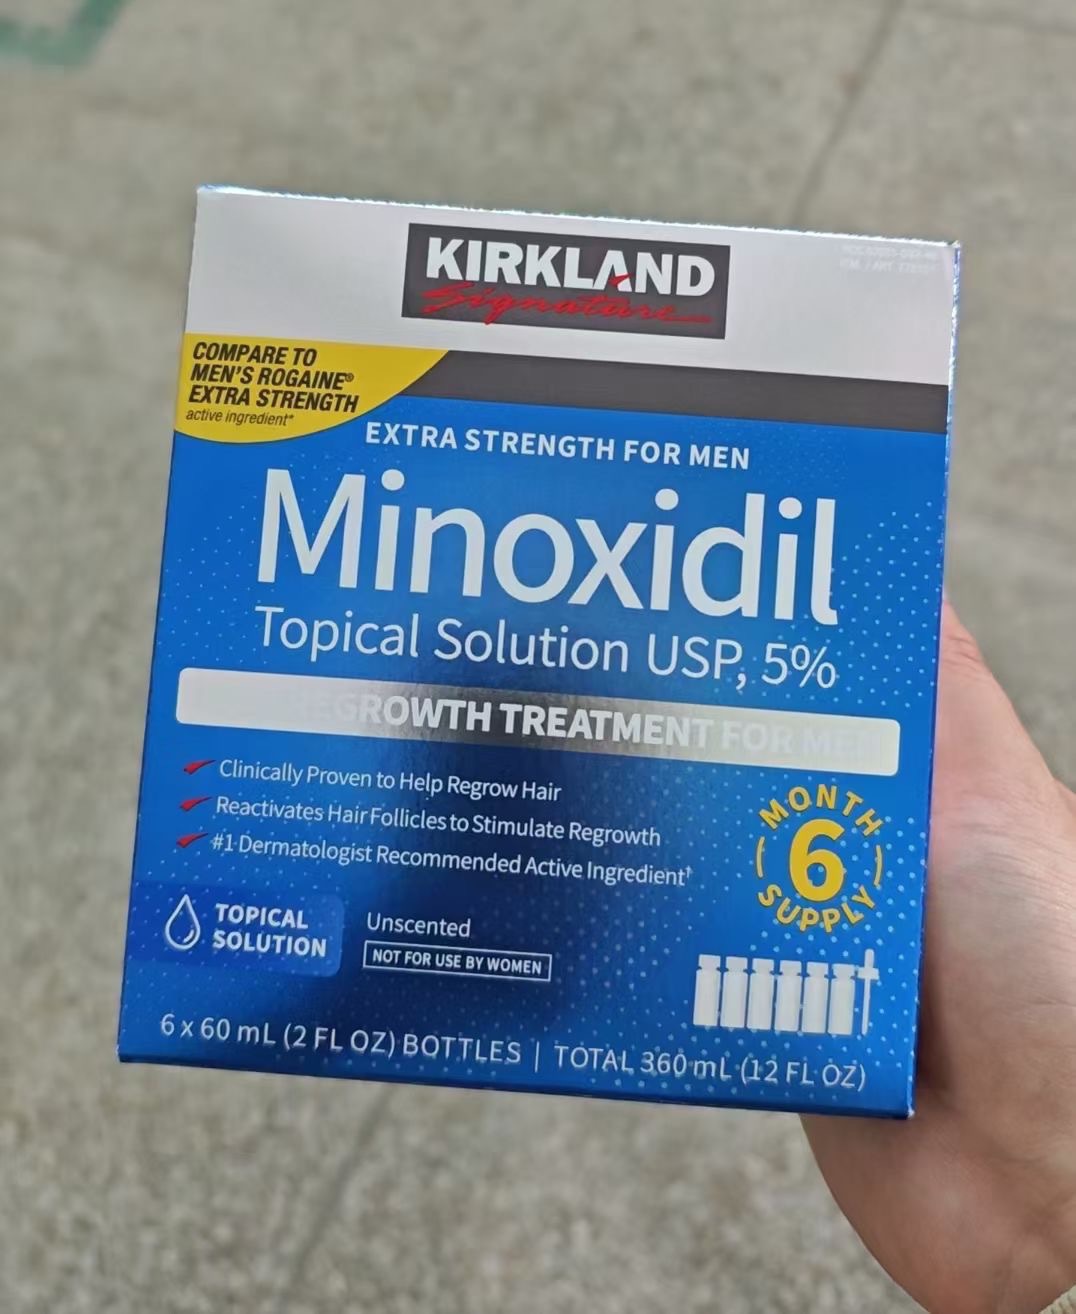 KIRKLAND
Signature
COMPARE TO
MEN'S ROGAINE®
EXTRA STRENGTH
active ingredient*
EXTRA STRENGTH FOR MEN
Minoxidil
Topical Solution USP, 5%
REGROWTH TREATMENT FOR MEN
Clinically Proven to Help Regrow Hair
Reactivates Hair Follicles to Stimulate Regrowth
#1 Dermatologist Recommended Active Ingredient†
MONTH
6
SUPPLY
TOPICAL
SOLUTION
Unscented
NOT FOR USE BY WOMEN
6 x 60 mL (2 FL OZ) BOTTLES | TOTAL 360 mL (12 FL OZ)